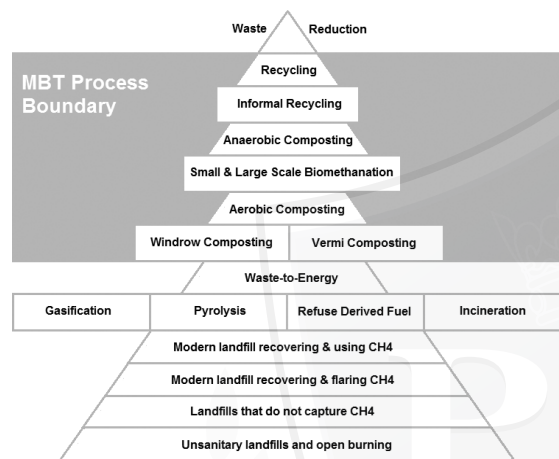 Waste Reduction
MBT Process
Boundary
Recycling
Informal Recycling
Anaerobic Composting
Small & Large Scale Biomethanation
Aerobic Composting
Windrow Composting Vermi Composting
Waste-to-Energy
Gasification Pyrolysis Refuse Derived Fuel Incineration
Modern landfill recovering & using CH4
Modern landfill recovering & flaring CH4
Landfills that do not capture CH4
Unsanitary landfills and open burning